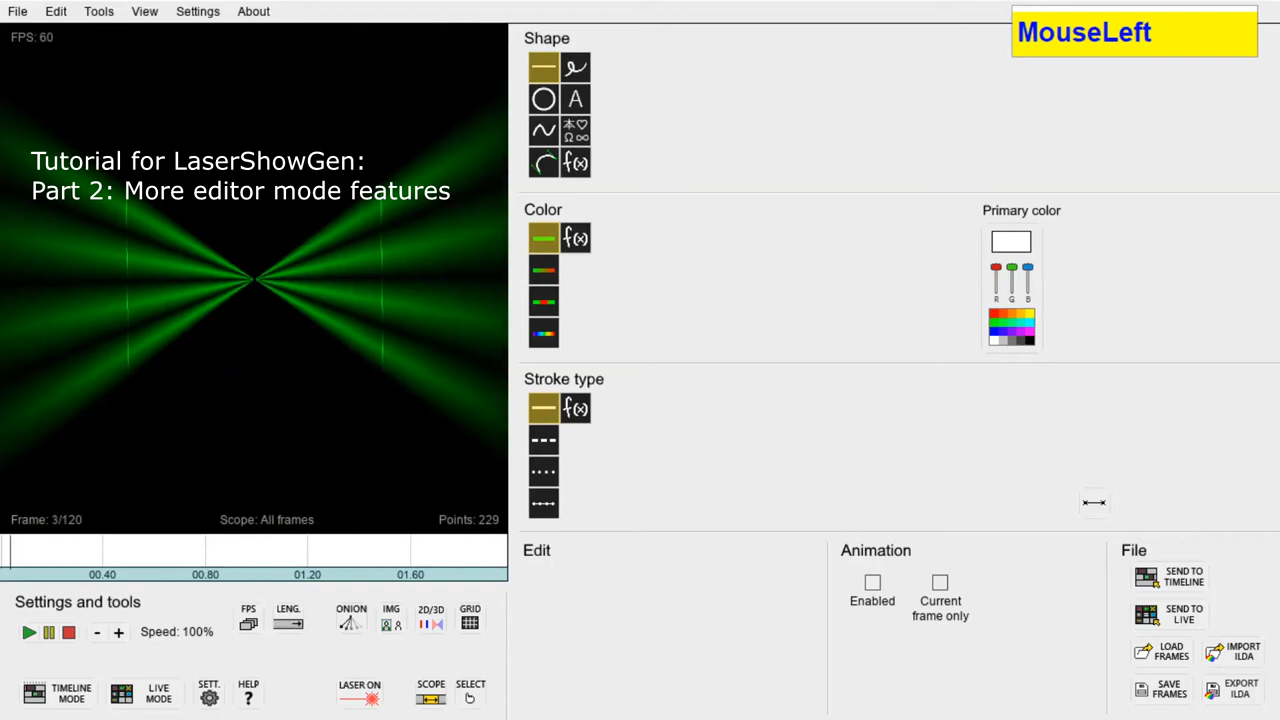 File Edit Tools View Settings About
MouseLeft
FPS: 60
Tutorial for LaserShowGen:
Part 2: More editor mode features
Frame: 3/120 Scope: All frames Points: 229
00.40 00.80 01.20 01.60
Shape
A
本♡
Ω∞
f(x)
Color
f(x)
Primary color
R G B
Stroke type
f(x)
Settings and tools
Speed: 100%
FPS LENG. ONION IMG 2D/3D GRID
TIMELINE
MODE
LIVE
MODE
SETT. HELP
?
LASER ON SCOPE SELECT
Edit
Animation
Enabled
Current
frame only
File
SEND TO
TIMELINE
SEND TO
LIVE
LOAD
FRAMES
IMPORT
ILDA
SAVE
FRAMES
EXPORT
ILDA